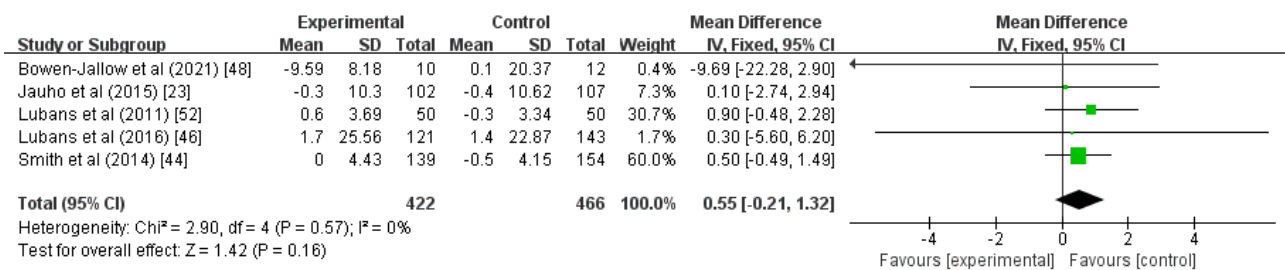 Experimental Control Mean Difference Mean Difference
Study or Subgroup Mean SD Total Mean SD Total Weight IV, Fixed, 95% CI IV, Fixed, 95% CI
Bowen-Jallow et al (2021) [48] -9.59 8.18 10 0.1 20.37 12 0.4% -9.69 [-22.28, 2.90]
Jauho et al (2015) [23] -0.3 10.3 102 -0.4 10.62 107 7.3% 0.10 [-2.74, 2.94]
Lubans et al (2011) [52] 0.6 3.69 50 -0.3 3.34 50 30.7% 0.90 [-0.48, 2.28]
Lubans et al (2016) [46] 1.7 25.56 121 1.4 22.87 143 1.7% 0.30 [-5.60, 6.20]
Smith et al (2014) [44] 0 4.43 139 -0.5 4.15 154 60.0% 0.50 [-0.49, 1.49]
Total (95% CI) 422 466 100.0% 0.55 [-0.21, 1.32]
Heterogeneity: Chi² = 2.90, df = 4 (P = 0.57); I² = 0%
Test for overall effect: Z = 1.42 (P = 0.16)
-4 -2 0 2 4
Favours [experimental] Favours [control]